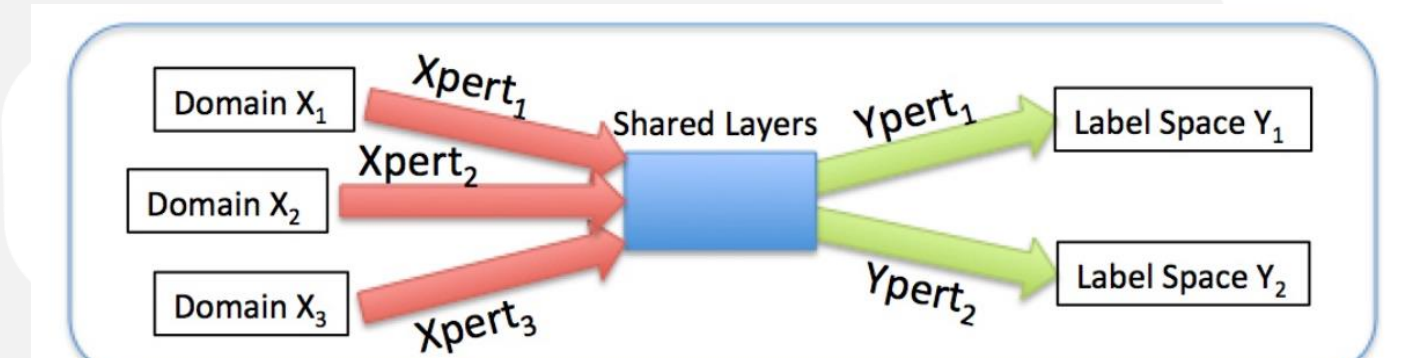 Domain X₁
Xpert₁
Domain X₂
Xpert₂
Domain X₃
Xpert₃
Shared Layers
Ypert₁
Label Space Y₁
Ypert₂
Label Space Y₂